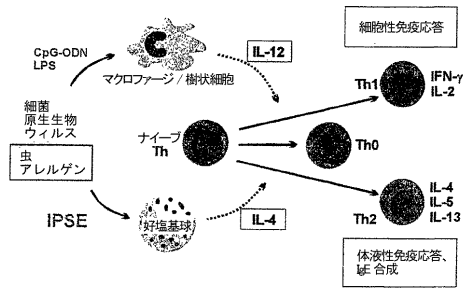 細胞性免疫応答
CpG-ODN
LPS
IL-12
マクロファージ/樹状細胞
Th1
IFN-γ
IL-2
細菌
原生生物
ウィルス
虫
アレルゲン
ナイーブ
Th
Th0
IPSE
好塩基球
IL-4
Th2
IL-4
IL-5
IL-13
体液性免疫応答、
IgE 合成